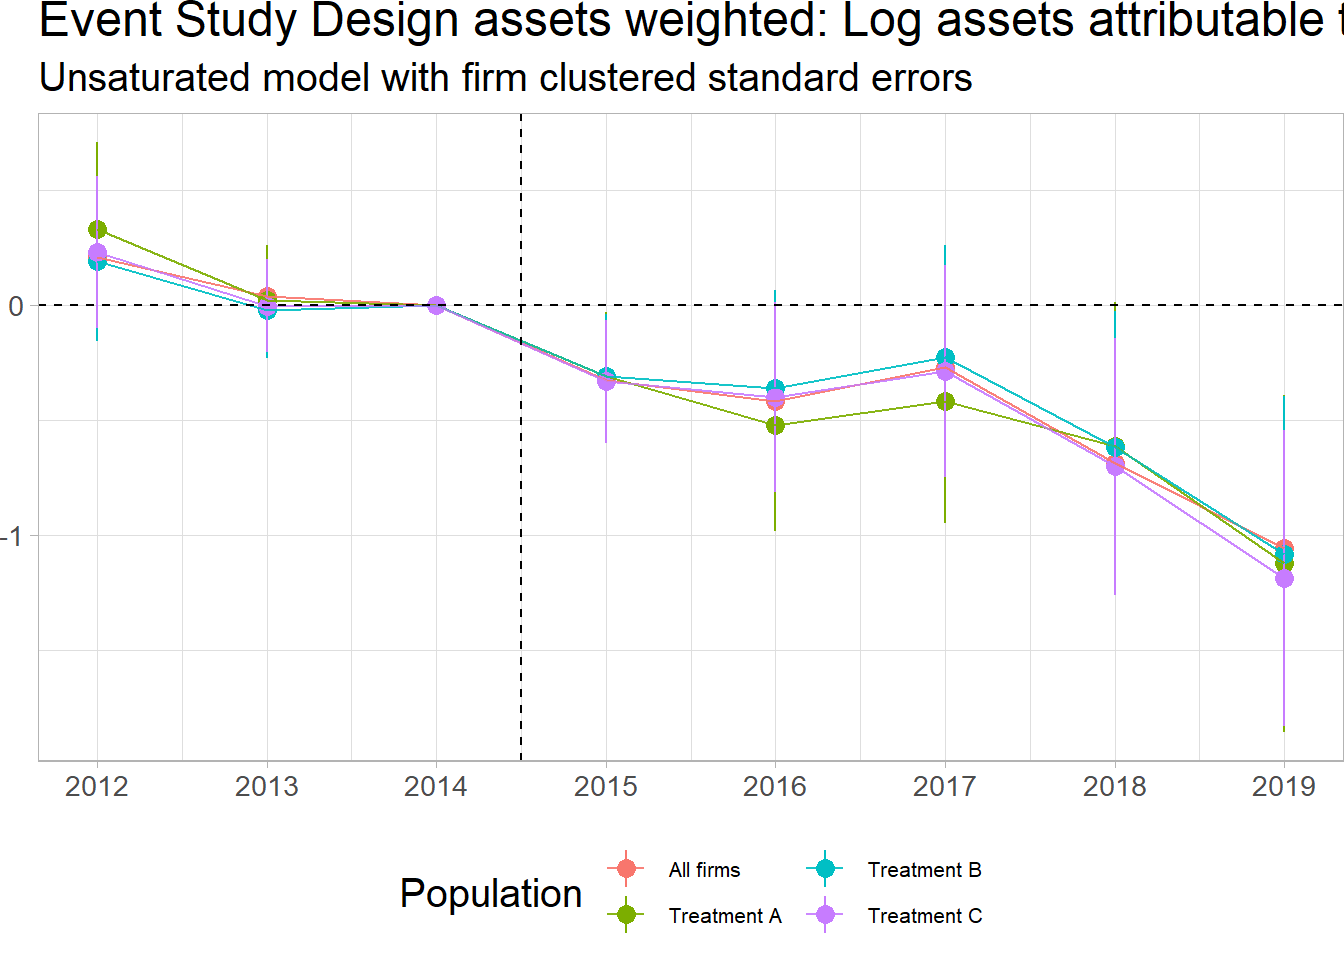 Event Study Design assets weighted: Log assets attributable
Unsaturated model with firm clustered standard errors
0
-1
2012 2013 2014 2015 2016 2017 2018 2019
Population
All firms
Treatment A
Treatment B
Treatment C